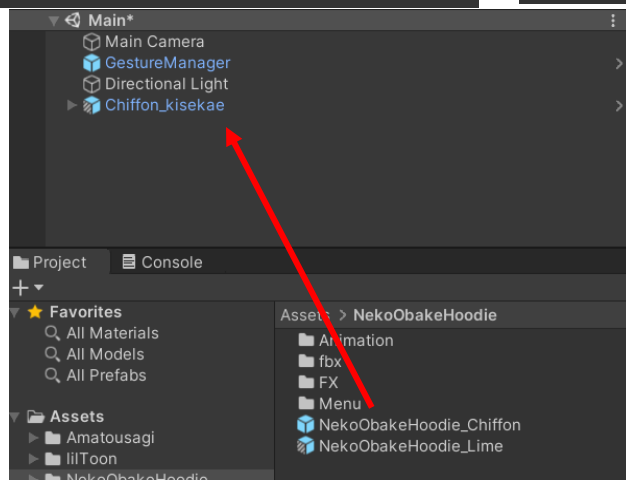 Main*
Main Camera
GestureManager
Directional Light
Chiffon_kisekae
Project
Console
Favorites
All Materials
All Models
All Prefabs
Assets
Amatousagi
lilToon
NekoObakeHoodie
Assets > NekoObakeHoodie
Animation
fbx
FX
Menu
NekoObakeHoodie_Chiffon
NekoObakeHoodie_Lime